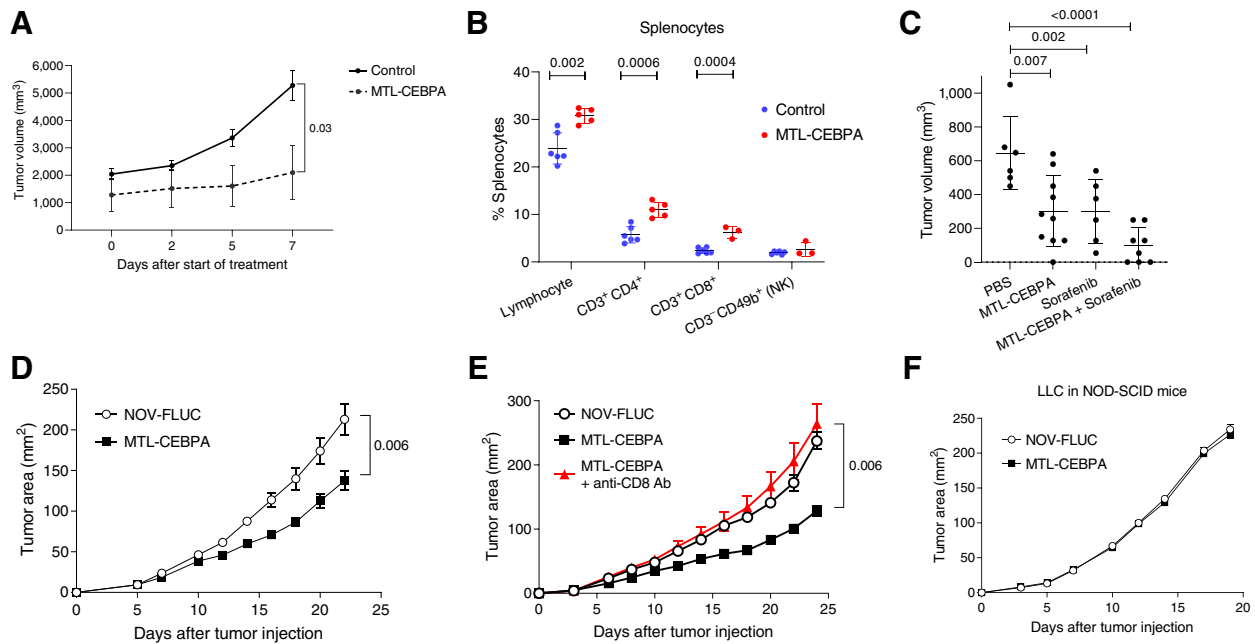 A
Tumor volume (mm³)
6,000
5,000
4,000
3,000
2,000
1,000
0
0 2 5 7
Days after start of treatment
Control
MTL-CEBPA
0.03
B
Splenocytes
0.002 0.0006 0.0004
% Splenocytes
40
30
20
10
0
Control
MTL-CEBPA
Lymphocyte
CD3⁺ CD4⁺
CD3⁺ CD8⁺
CD3⁻ CD49b⁺ (NK)
C
<0.0001
0.002
0.007
Tumor volume (mm³)
1,000
800
600
400
200
0
PBS
MTL-CEBPA
Sorafenib
MTL-CEBPA + Sorafenib
D
Tumor area (mm²)
250
200
150
100
50
0
0 5 10 15 20 25
Days after tumor injection
NOV-FLUC
MTL-CEBPA
0.006
E
Tumor area (mm²)
300
200
100
0
0 5 10 15 20 25
Days after tumor injection
NOV-FLUC
MTL-CEBPA
MTL-CEBPA
+ anti-CD8 Ab
0.006
F
LLC in NOD-SCID mice
Tumor area (mm²)
250
200
150
100
50
0
0 5 10 15 20
Days after tumor injection
NOV-FLUC
MTL-CEBPA